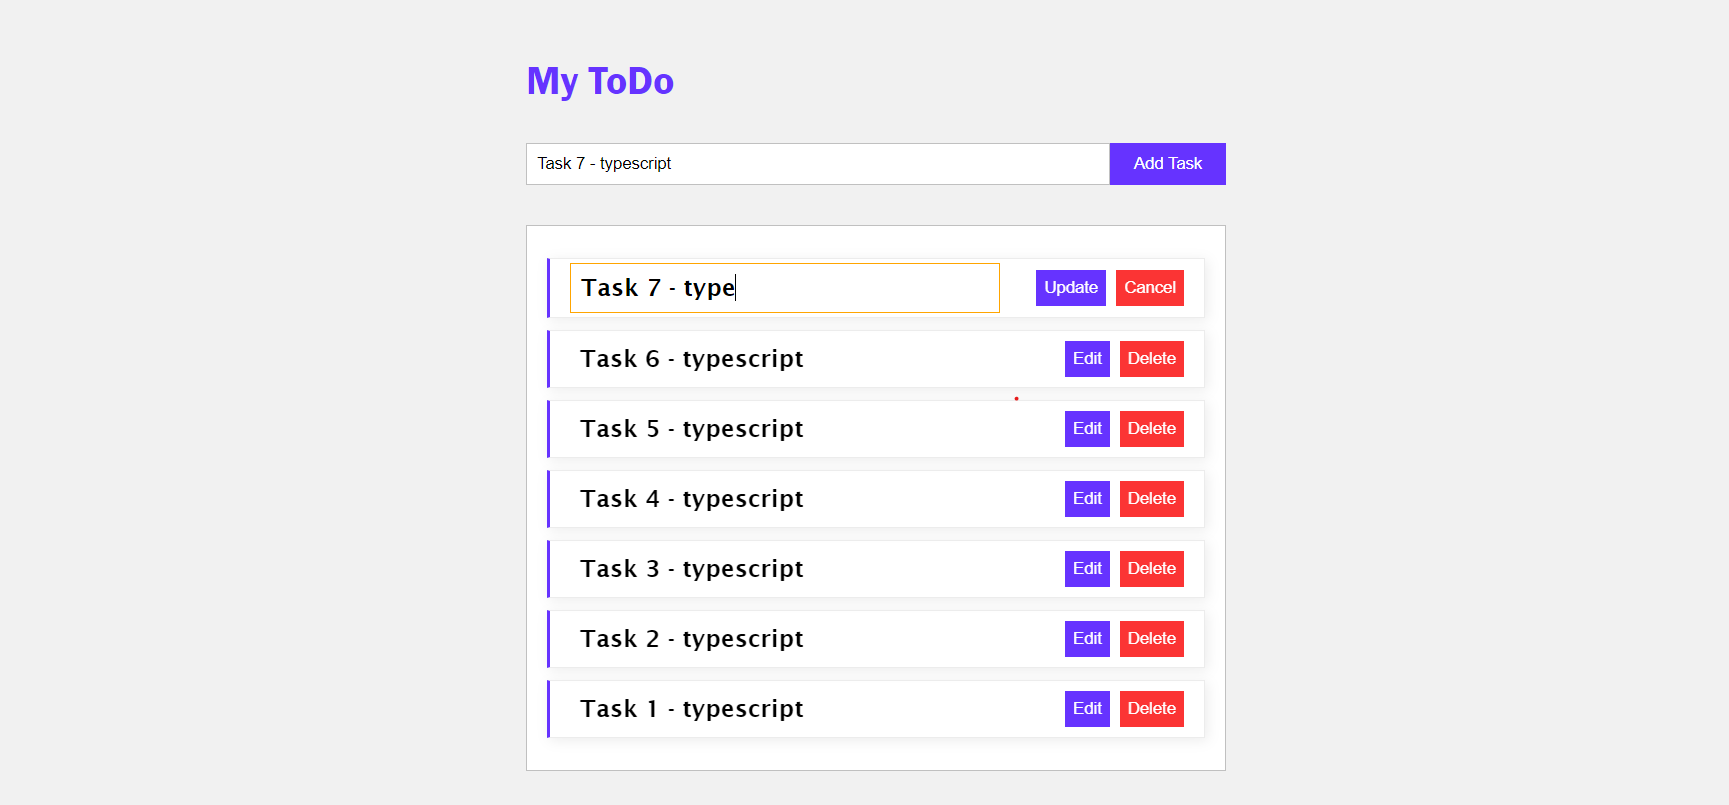 My ToDo
Task 7 - typescript Add Task
Task 7 - type Update Cancel
Task 6 - typescript Edit Delete
Task 5 - typescript Edit Delete
Task 4 - typescript Edit Delete
Task 3 - typescript Edit Delete
Task 2 - typescript Edit Delete
Task 1 - typescript Edit Delete